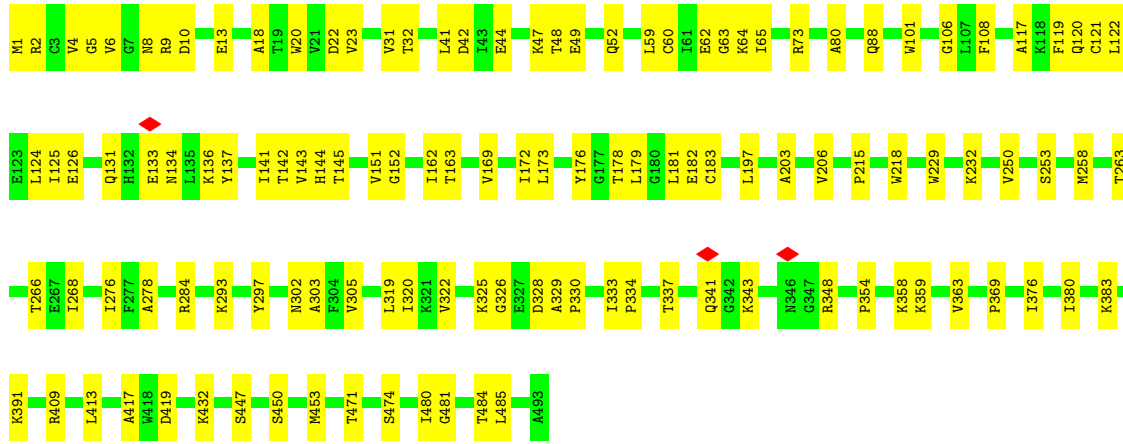 M1 R2 C3 V4 G5 V6 G7 N8 R9 D10 E13 A18 T19 W20 V21 D22 V23 V31 T32 L41 D42 I43 E44 K47 T48 E49 Q52 L59 C60 I61 E62 G63 K64 I65 R73 A80 Q88 W101 G106 L107 F108 A117 K118 F119 Q120 C121 L122
E123 L124 I125 E126 Q131 H132 E133 N134 L135 K136 Y137 I141 T142 V143 H144 T145 V151 G152 I162 T163 V169 I172 L173 Y176 G177 T178 L179 G180 L181 E182 C183 L197 A203 V206 P215 W218 W229 K232 V250 S253 M258 T263
T266 E267 I268 I276 F277 A278 R284 K293 Y297 N302 A303 F304 V305 L319 I320 K321 V322 K325 G326 E327 D328 A329 P330 I333 P334 T337 Q341 G342 K343 N346 G347 R348 P354 K358 K359 V363 P369 I376 I380 K383
K391 R409 L413 A417 W418 D419 K432 S447 S450 M453 T471 S474 I480 G481 T484 L485 A493